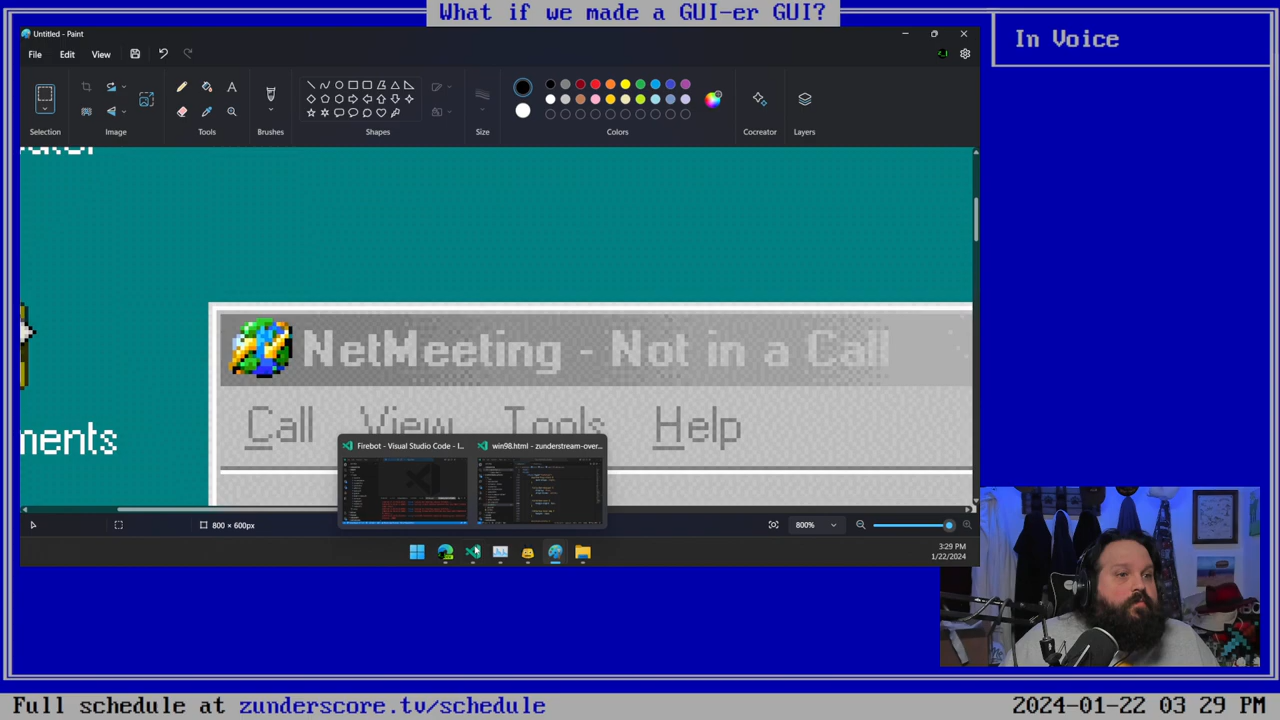 What if we made a GUI-er GUI?
In Voice
Untitled - Paint
File Edit View
Selection Image Tools Brushes Shapes Size Colors Cocreator Layers
NetMeeting - Not in a Call
Call View Tools Help
ments
Firebot - Visual Studio Code - I...
win98.html - zunderstream-over...
800 × 600px
800%
3:29 PM
1/22/2024
Full schedule at zunderscore.tv/schedule
2024-01-22 03 29 PM